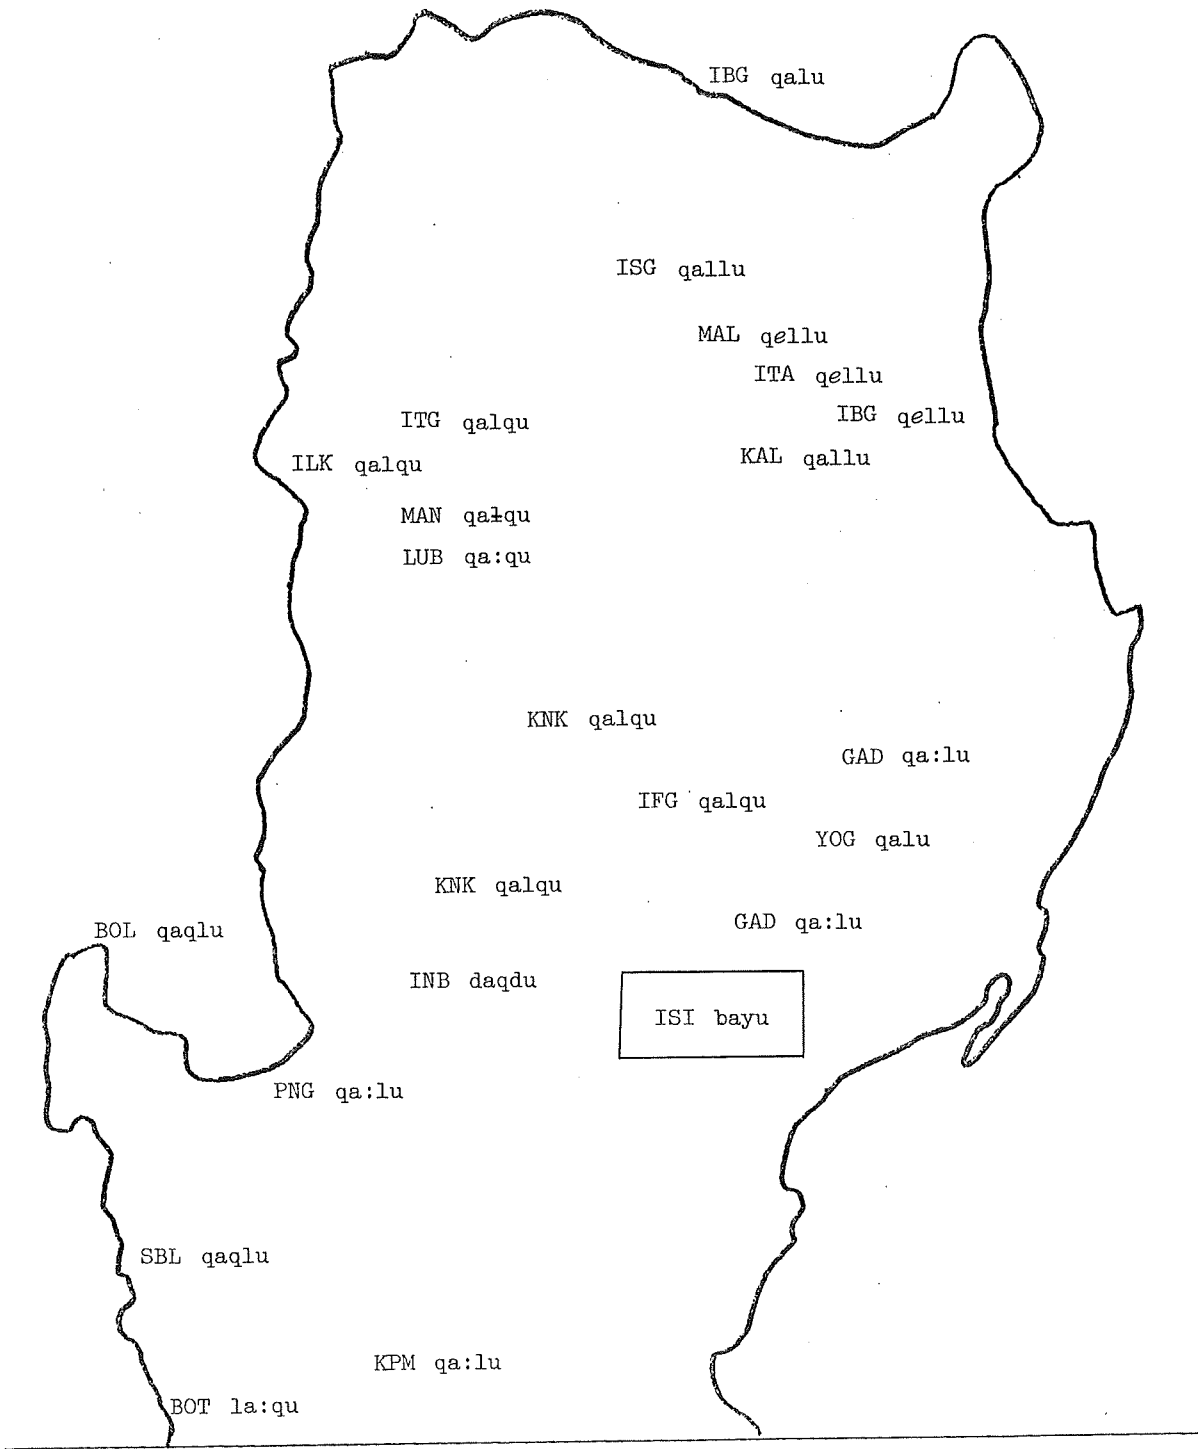 IBG qalu
ISG qallu
MAL qellu
ITA qellu
IBG qellu
ITG qalqu
KAL qallu
ILK qalqu
MAN qaɫqu
LUB qa:qu
KNK qalqu
GAD qa:lu
IFG qalqu
YOG qalu
KNK qalqu
GAD qa:lu
BOL qaqlu
INB daqdu
ISI bayu
PNG qa:lu
SBL qaqlu
KPM qa:lu
BOT la:qu